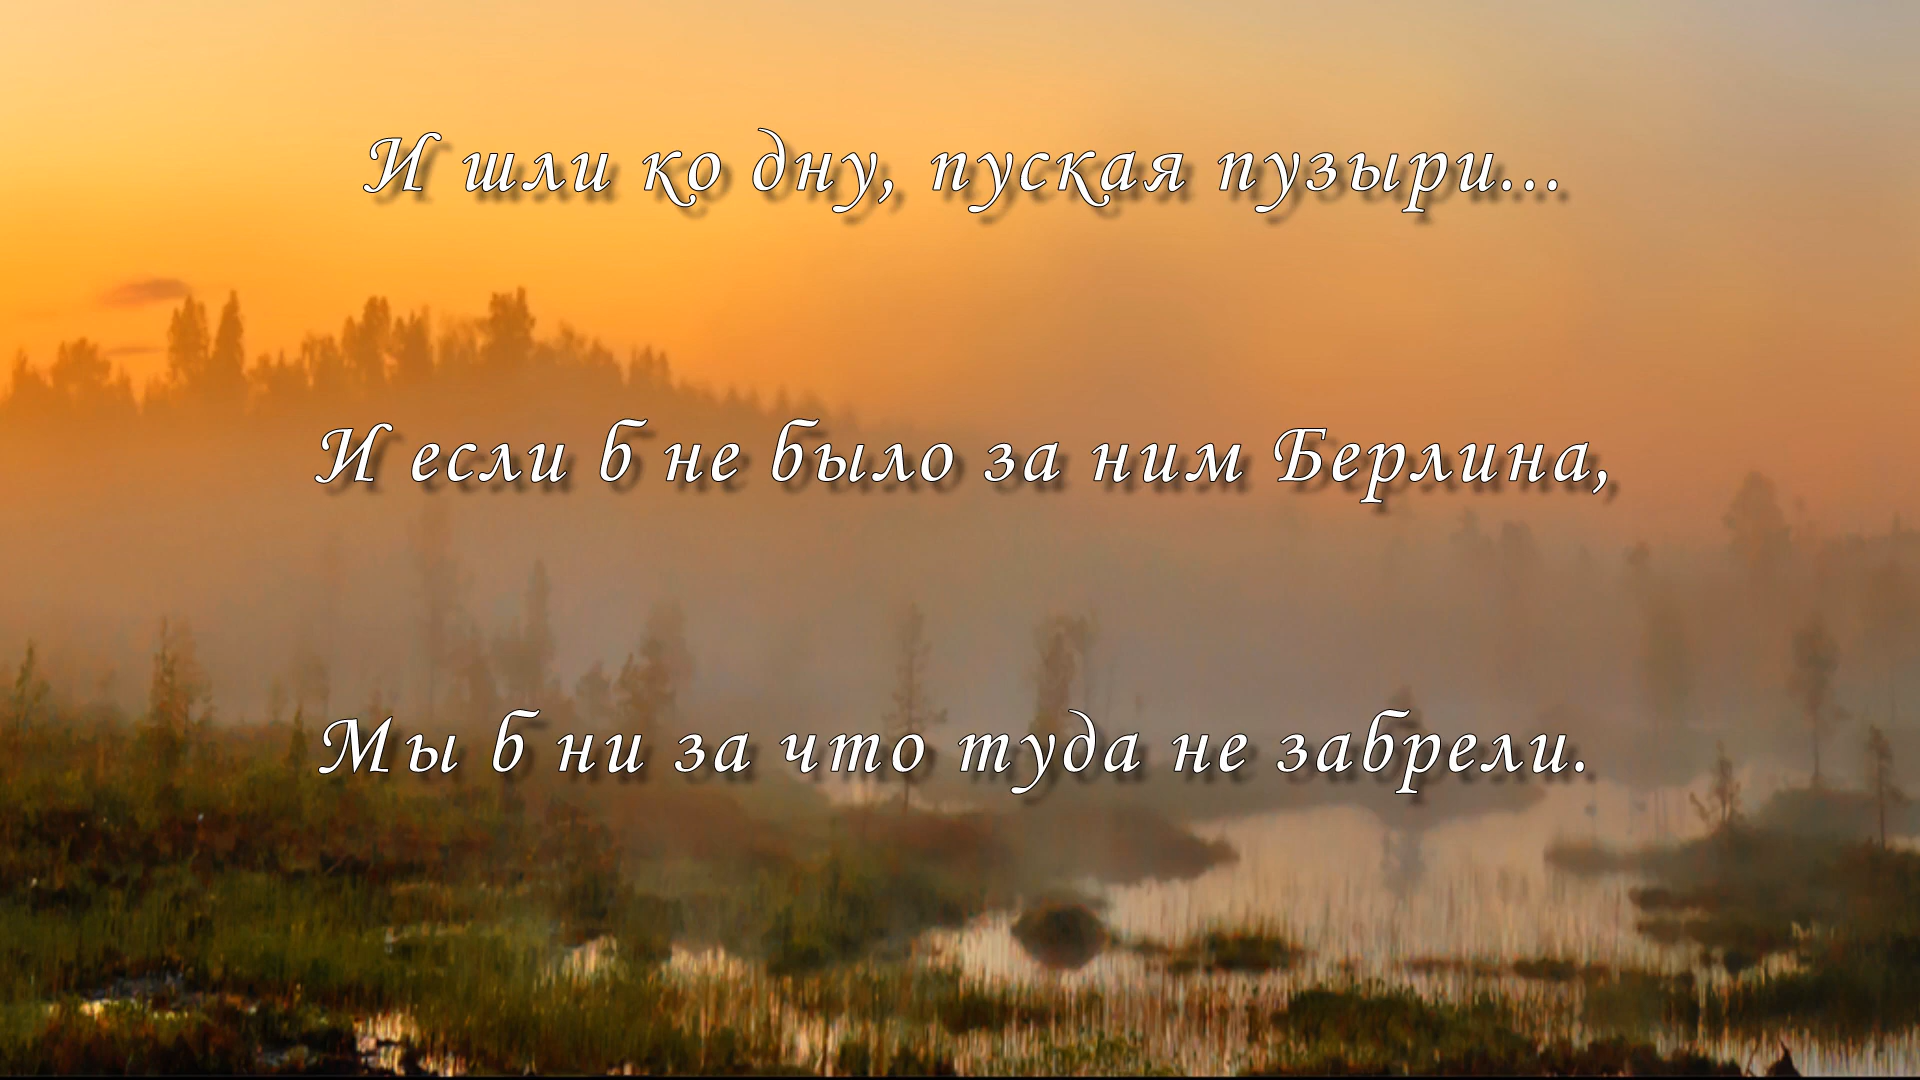 И шли ко дну, пуская пузыри...
И если б не было за ним Берлина,
Мы б ни за что туда не забрели.